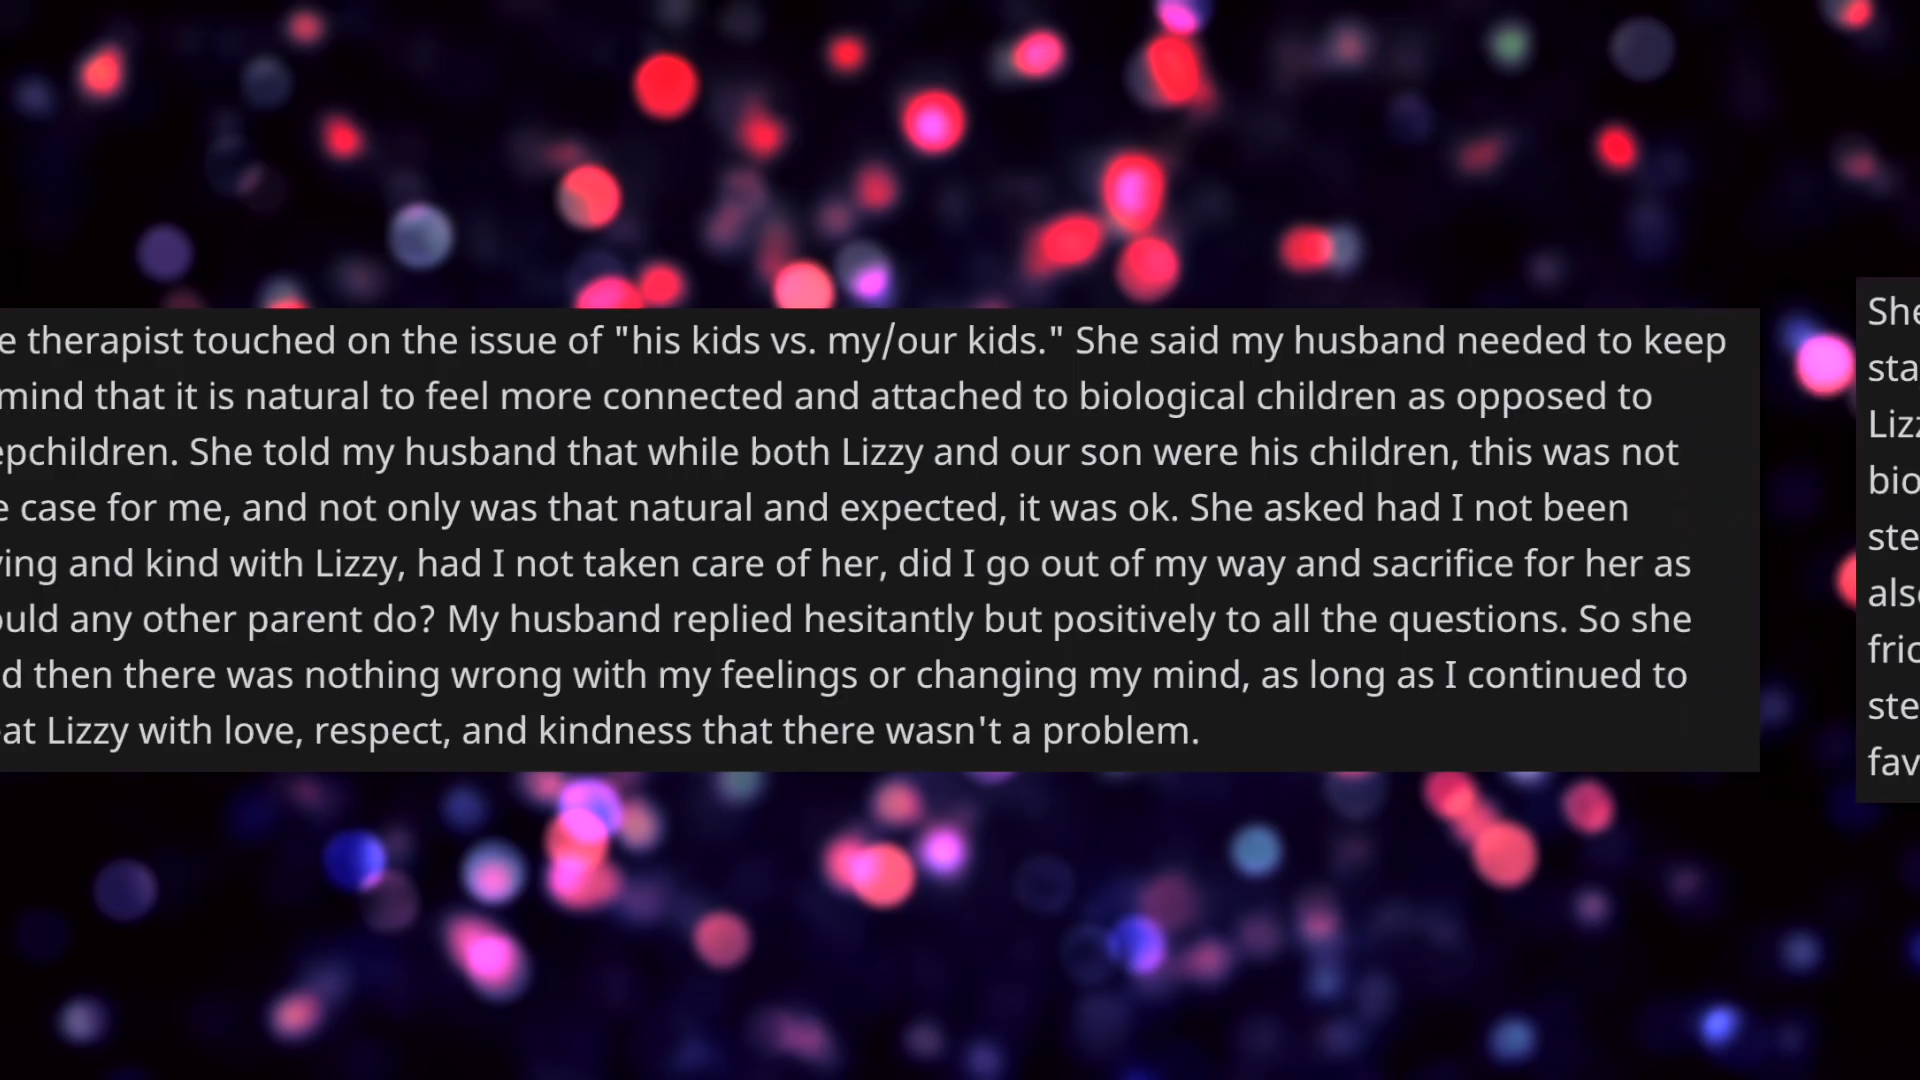 therapist touched on the issue of "his kids vs. my/our kids." She said my husband needed to keep
mind that it is natural to feel more connected and attached to biological children as opposed to
epchildren. She told my husband that while both Lizzy and our son were his children, this was not
case for me, and not only was that natural and expected, it was ok. She asked had I not been
ing and kind with Lizzy, had I not taken care of her, did I go out of my way and sacrifice for her as
ould any other parent do? My husband replied hesitantly but positively to all the questions. So she
d then there was nothing wrong with my feelings or changing my mind, as long as I continued to
eat Lizzy with love, respect, and kindness that there wasn't a problem.
She
sta
Liz
bio
ste
als
fric
ste
fav